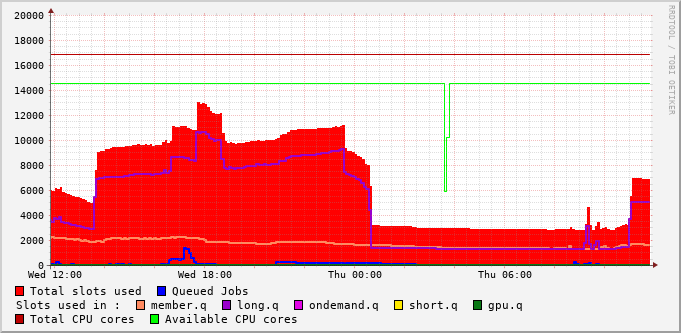 RRDTOOL / TOBI OETIKER
20000
18000
16000
14000
12000
10000
8000
6000
4000
2000
0
Wed 12:00 Wed 18:00 Thu 00:00 Thu 06:00
Total slots used Queued Jobs
Slots used in : member.q long.q ondemand.q short.q gpu.q
Total CPU cores Available CPU cores